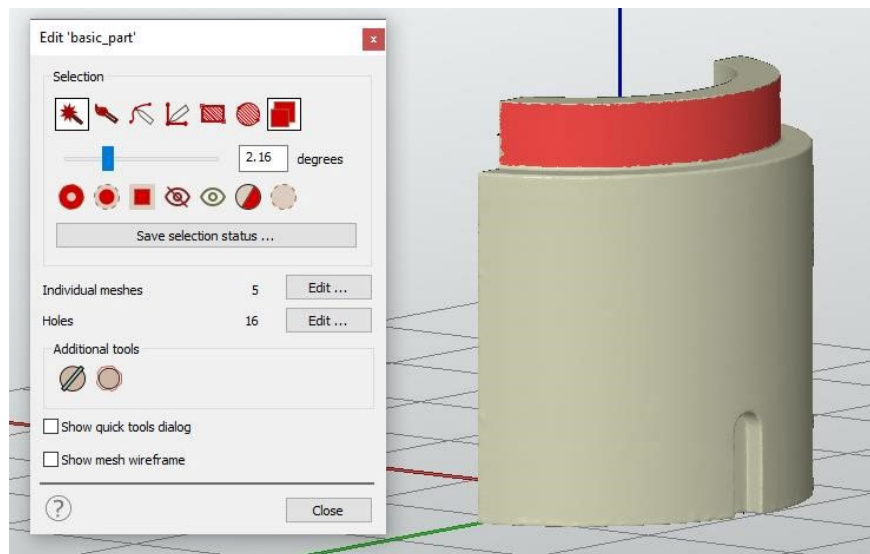 Edit 'basic_part'
x
Selection
2.16 degrees
Save selection status ...
Individual meshes 5 Edit ...
Holes 16 Edit ...
Additional tools
Show quick tools dialog
Show mesh wireframe
? Close